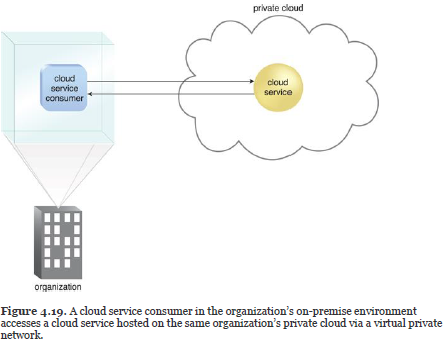 private cloud
cloud
service
consumer
cloud
service
organization
Figure 4.19. A cloud service consumer in the organization's on-premise environment
accesses a cloud service hosted on the same organization's private cloud via a virtual private
network.